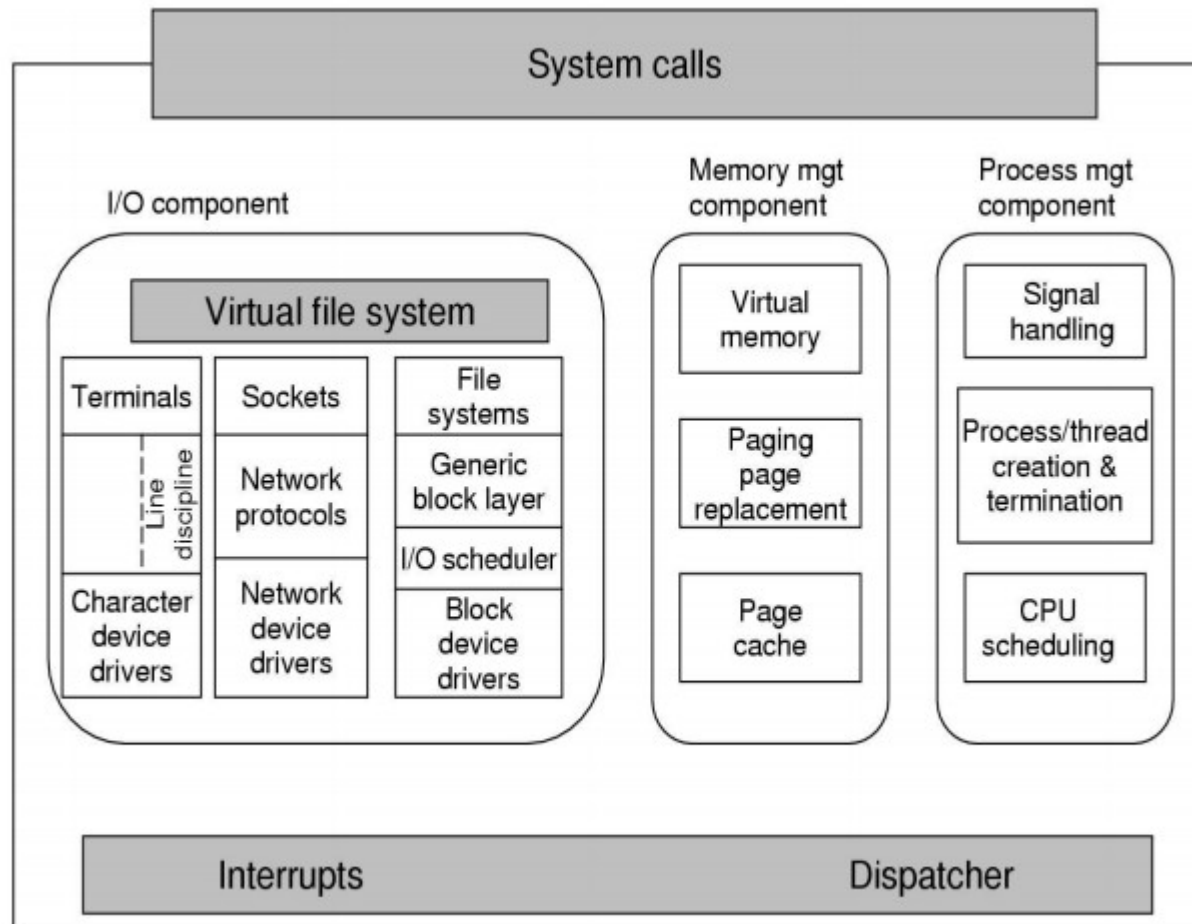 System calls
I/O component
Memory mgt
component
Process mgt
component
Virtual file system
Terminals
Line
discipline
Character
device
drivers
Sockets
Network
protocols
Network
device
drivers
File
systems
Generic
block layer
I/O scheduler
Block
device
drivers
Virtual
memory
Paging
page
replacement
Page
cache
Signal
handling
Process/thread
creation &
termination
CPU
scheduling
Interrupts
Dispatcher